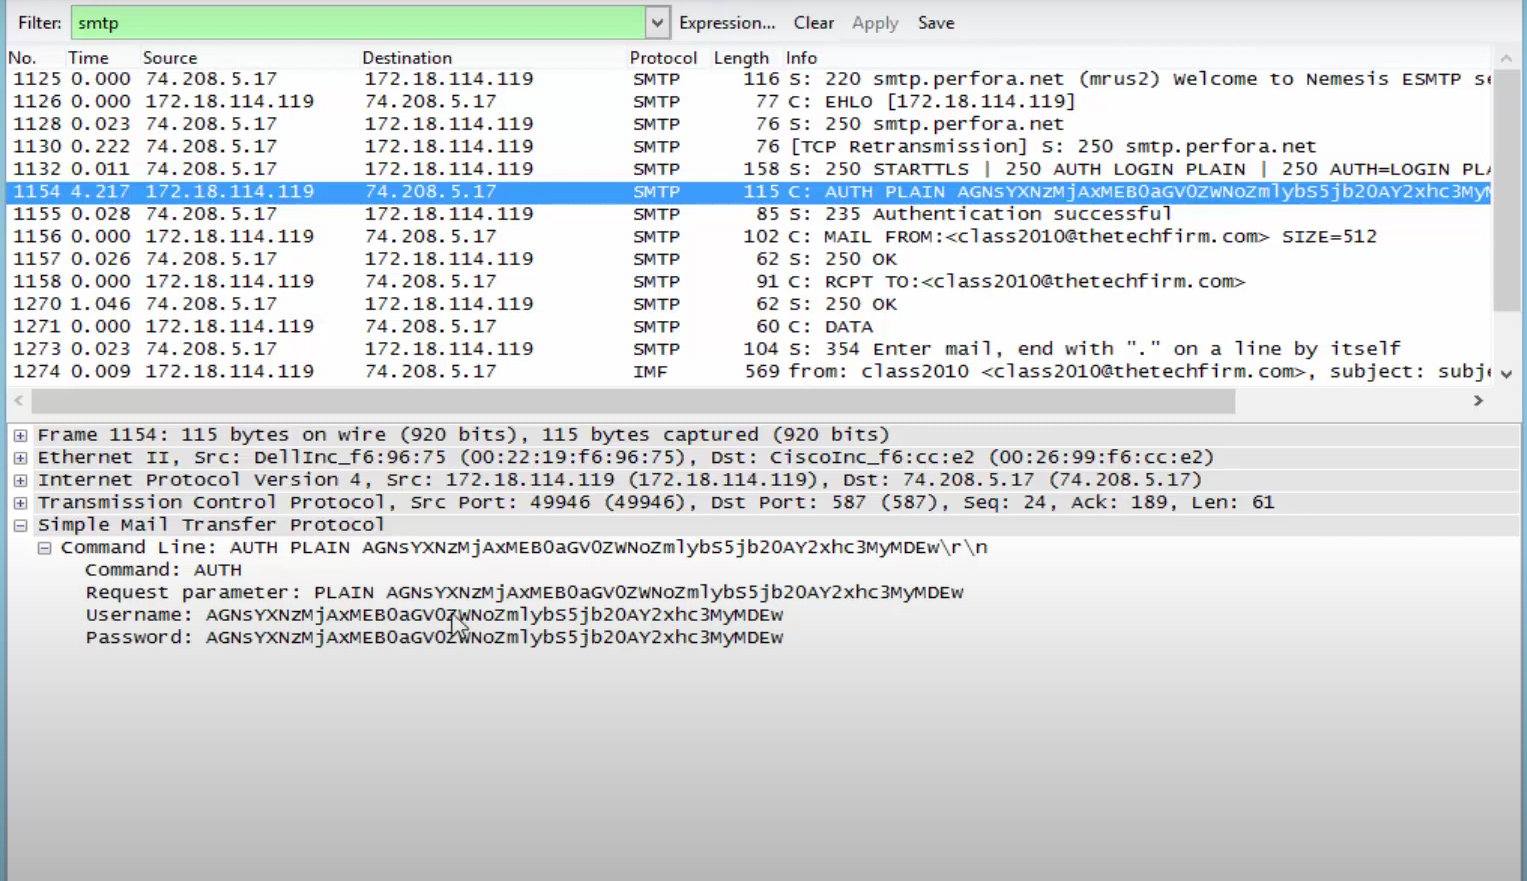 Filter: smtp Expression... Clear Apply Save
No. Time Source Destination Protocol Length Info
1125 0.000 74.208.5.17 172.18.114.119 SMTP 116 S: 220 smtp.perfora.net (mrus2) Welcome to Nemesis ESMTP se
1126 0.000 172.18.114.119 74.208.5.17 SMTP 77 C: EHLO [172.18.114.119]
1128 0.023 74.208.5.17 172.18.114.119 SMTP 76 S: 250 smtp.perfora.net
1130 0.222 74.208.5.17 172.18.114.119 SMTP 76 [TCP Retransmission] S: 250 smtp.perfora.net
1132 0.011 74.208.5.17 172.18.114.119 SMTP 158 S: 250 STARTTLS | 250 AUTH LOGIN PLAIN | 250 AUTH=LOGIN PLA
1154 4.217 172.18.114.119 74.208.5.17 SMTP 115 C: AUTH PLAIN AGNsYXNzMjAxMEB0aGV0ZWNoZmlybS5jb20AY2xhc3MyM
1155 0.028 74.208.5.17 172.18.114.119 SMTP 85 S: 235 Authentication successful
1156 0.000 172.18.114.119 74.208.5.17 SMTP 102 C: MAIL FROM:<class2010@thetechfirm.com> SIZE=512
1157 0.026 74.208.5.17 172.18.114.119 SMTP 62 S: 250 OK
1158 0.000 172.18.114.119 74.208.5.17 SMTP 91 C: RCPT TO:<class2010@thetechfirm.com>
1270 1.046 74.208.5.17 172.18.114.119 SMTP 62 S: 250 OK
1271 0.000 172.18.114.119 74.208.5.17 SMTP 60 C: DATA
1273 0.023 74.208.5.17 172.18.114.119 SMTP 104 S: 354 Enter mail, end with "." on a line by itself
1274 0.009 172.18.114.119 74.208.5.17 IMF 569 from: class2010 <class2010@thetechfirm.com>, subject: subje
Frame 1154: 115 bytes on wire (920 bits), 115 bytes captured (920 bits)
Ethernet II, Src: DellInc_f6:96:75 (00:22:19:f6:96:75), Dst: CiscoInc_f6:cc:e2 (00:26:99:f6:cc:e2)
Internet Protocol Version 4, Src: 172.18.114.119 (172.18.114.119), Dst: 74.208.5.17 (74.208.5.17)
Transmission Control Protocol, Src Port: 49946 (49946), Dst Port: 587 (587), Seq: 24, Ack: 189, Len: 61
Simple Mail Transfer Protocol
Command Line: AUTH PLAIN AGNsYXNzMjAxMEB0aGV0ZWNoZmlybS5jb20AY2xhc3MyMDEw\r\n
Command: AUTH
Request parameter: PLAIN AGNsYXNzMjAxMEB0aGV0ZWNoZmlybS5jb20AY2xhc3MyMDEw
Username: AGNsYXNzMjAxMEB0aGV0ZWNoZmlybS5jb20AY2xhc3MyMDEw
Password: AGNsYXNzMjAxMEB0aGV0ZWNoZmlybS5jb20AY2xhc3MyMDEw